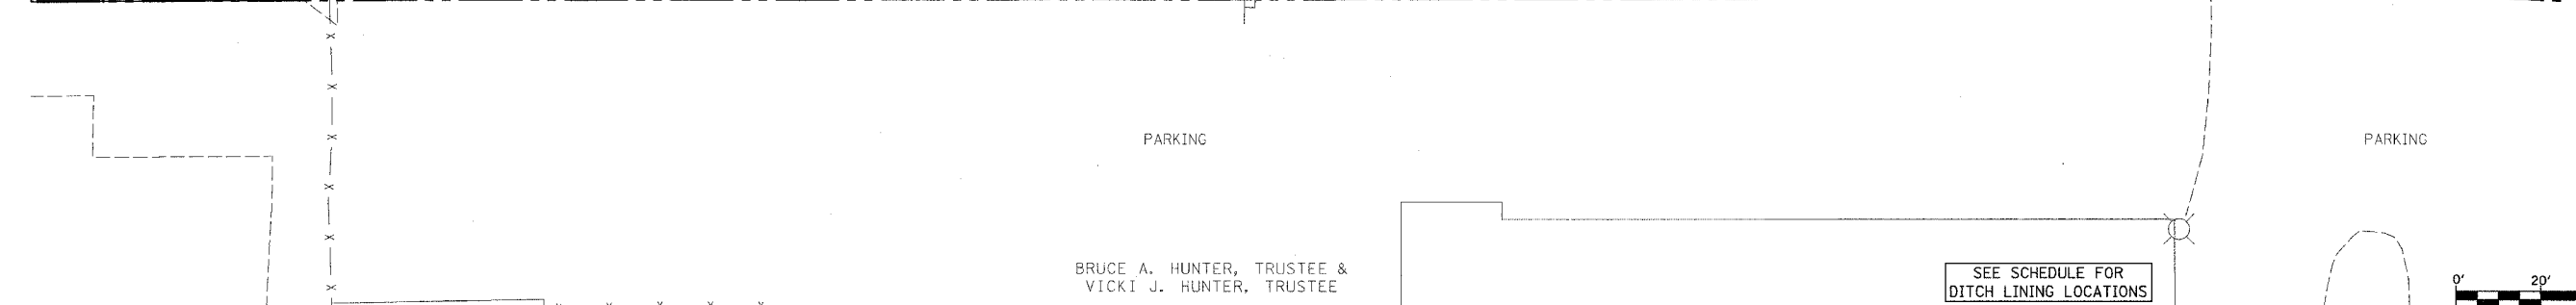 PARKING
PARKING
BRUCE A. HUNTER, TRUSTEE &
VICKI J. HUNTER, TRUSTEE
SEE SCHEDULE FOR
DITCH LINING LOCATIONS
0' 20'